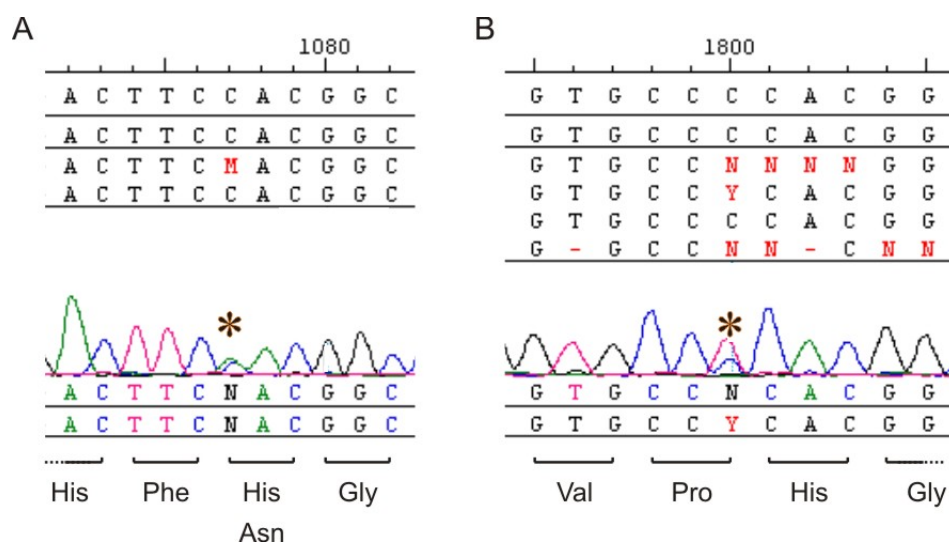 A
1080
A C T T C C A C G G C
A C T T C C A C G G C
A C T T C M A C G G C
A C T T C C A C G G C
*
A C T T C N A C G G C
A C T T C N A C G G C
His Phe His Gly
Asn
B
1800
G T G C C C C A C G G
G T G C C C C A C G G
G T G C C N N N N G G
G T G C C Y C A C G G
G T G C C C C A C G G
G - G C C N N - C N N
*
G T G C C N C A C G G
G T G C C Y C A C G G
Val Pro His Gly